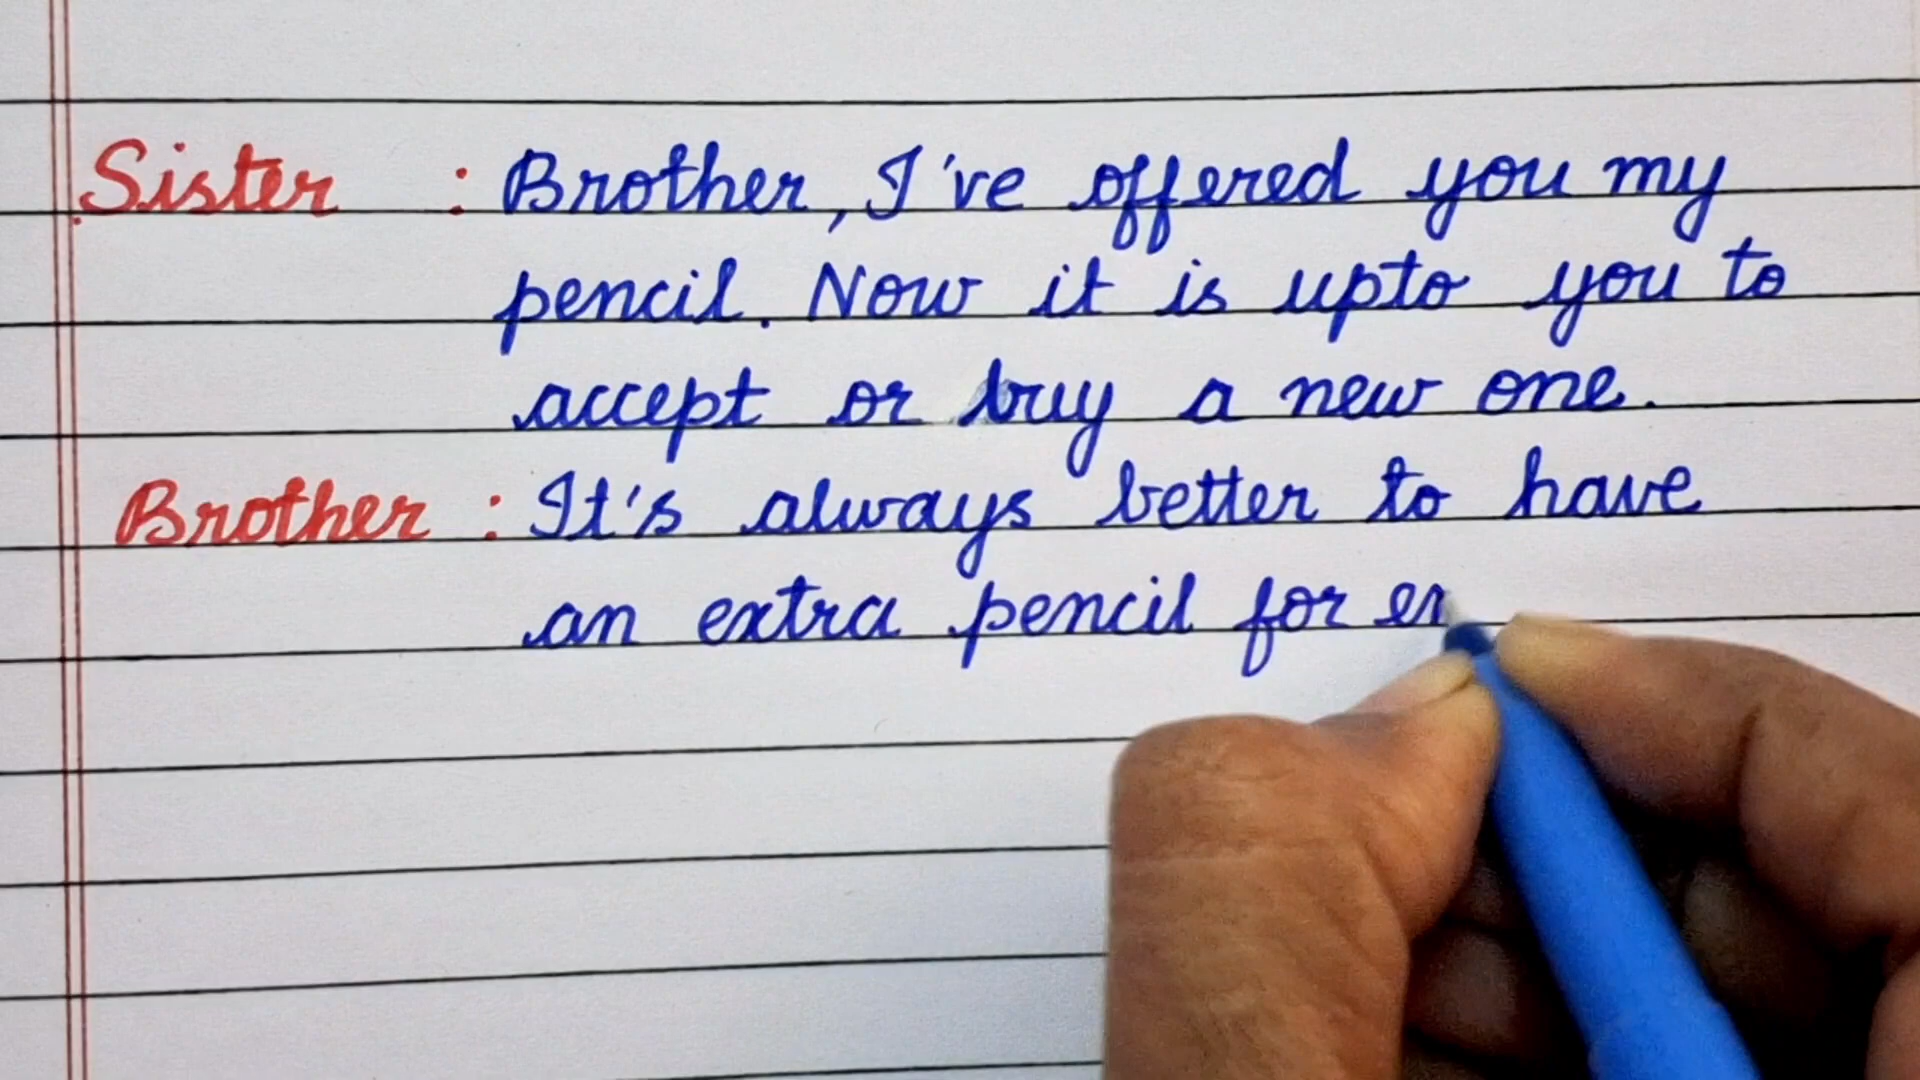 Sister : Brother, I've offered you my
pencil. Now it is upto you to
accept or buy a new one.
Brother : It's always better to have
an extra pencil for